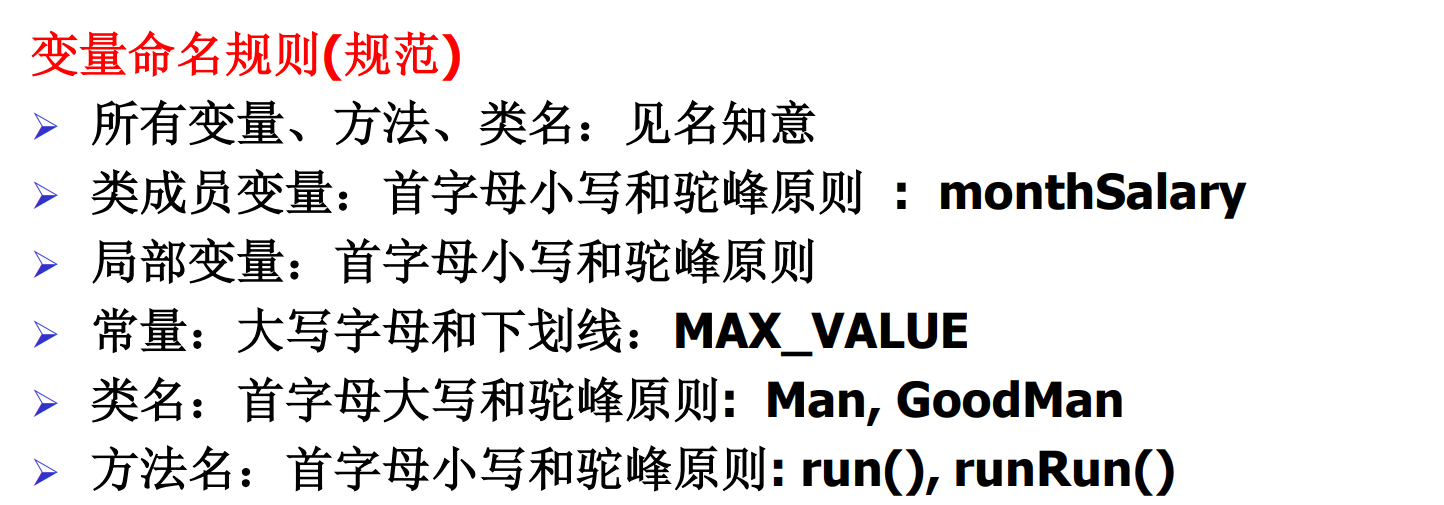 变量命名规则(规范)
所有变量、方法、类名：见名知意
类成员变量：首字母小写和驼峰原则 : monthSalary
局部变量：首字母小写和驼峰原则
常量：大写字母和下划线：MAX_VALUE
类名：首字母大写和驼峰原则: Man, GoodMan
方法名：首字母小写和驼峰原则: run(), runRun()